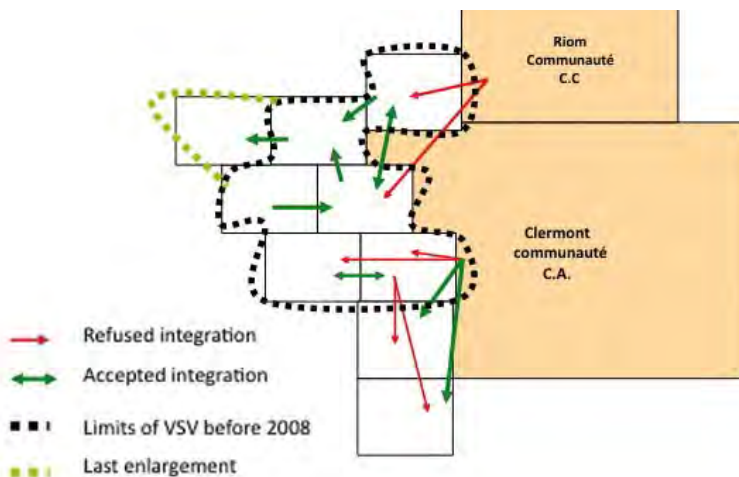 Riom
Communauté
C.C
Clermont
communauté
C.A.
Refused integration
Accepted integration
Limits of VSV before 2008
Last enlargement